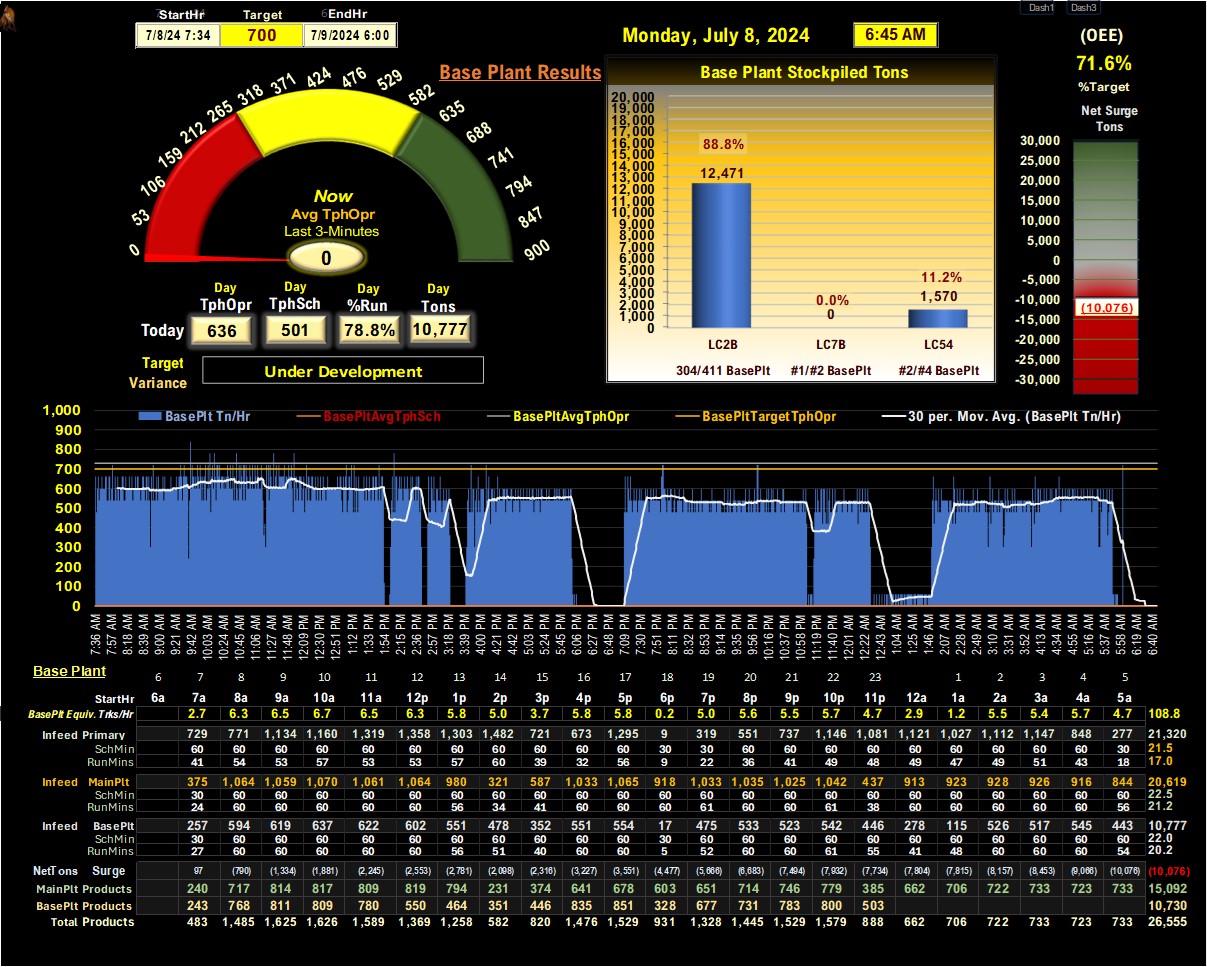 Dash1 Dash3
StartHr Target EndHr
7/8/24 7:34 700 7/9/2024 6:00
Monday, July 8, 2024 6:45 AM
(OEE)
71.6%
%Target
Net Surge
Tons
30,000
25,000
20,000
15,000
10,000
5,000
0
-5,000
-10,000
(10,076)
-15,000
-20,000
-25,000
-30,000
Base Plant Results
0 53 106 159 212 265 318 371 424 476 529 582 635 688 741 794 847 900
Now
Avg TphOpr
Last 3-Minutes
0
Day Day Day Day
TphOpr TphSch %Run Tons
Today 636 501 78.8% 10,777
Target
Variance
Under Development
Base Plant Stockpiled Tons
20,000
19,000
18,000
17,000
16,000
15,000
14,000
13,000
12,000
11,000
10,000
9,000
8,000
7,000
6,000
5,000
4,000
3,000
2,000
1,000
0
88.8%
12,471
0.0%
0
11.2%
1,570
LC2B LC7B LC54
304/411 BasePlt #1/#2 BasePlt #2/#4 BasePlt
BasePlt Tn/Hr BasePltAvgTphSch BasePltAvgTphOpr BasePltTargetTphOpr 30 per. Mov. Avg. (BasePlt Tn/Hr)
1,000
900
800
700
600
500
400
300
200
100
0
7:36 AM 7:57 AM 8:18 AM 8:39 AM 9:00 AM 9:21 AM 9:42 AM 10:03 AM 10:24 AM 10:45 AM 11:06 AM 11:27 AM 11:48 AM 12:09 PM 12:30 PM 12:51 PM 1:12 PM 1:33 PM 1:54 PM 2:15 PM 2:36 PM 2:57 PM 3:18 PM 3:39 PM 4:00 PM 4:21 PM 4:42 PM 5:03 PM 5:24 PM 5:45 PM 6:06 PM 6:27 PM 6:48 PM 7:09 PM 7:30 PM 7:51 PM 8:11 PM 8:32 PM 8:53 PM 9:14 PM 9:35 PM 9:56 PM 10:16 PM 10:37 PM 10:58 PM 11:19 PM 11:40 PM 12:01 AM 12:22 AM 12:43 AM 1:04 AM 1:25 AM 1:46 AM 2:07 AM 2:28 AM 2:49 AM 3:10 AM 3:31 AM 3:52 AM 4:13 AM 4:34 AM 4:55 AM 5:16 AM 5:37 AM 5:58 AM 6:19 AM 6:40 AM
Base Plant 6 7 8 9 10 11 12 13 14 15 16 17 18 19 20 21 22 23 1 2 3 4 5
StartHr 6a 7a 8a 9a 10a 11a 12p 1p 2p 3p 4p 5p 6p 7p 8p 9p 10p 11p 12a 1a 2a 3a 4a 5a
BasePlt Equiv. Trks/Hr 2.7 6.3 6.5 6.7 6.5 6.3 5.8 5.0 3.7 5.8 5.8 0.2 5.0 5.6 5.5 5.7 4.7 2.9 1.2 5.5 5.4 5.7 4.7 108.8
Infeed Primary 729 771 1,134 1,160 1,319 1,358 1,303 1,482 721 673 1,295 9 319 551 737 1,146 1,081 1,121 1,027 1,112 1,147 848 277 21,320
SchMin 60 60 60 60 60 60 60 60 60 60 60 30 30 60 60 60 60 60 60 60 60 60 30 21.5
RunMins 41 54 53 57 53 53 57 60 39 32 56 9 22 36 41 49 48 49 47 49 51 43 18 17.0
Infeed MainPlt 375 1,064 1,059 1,070 1,061 1,064 980 321 587 1,033 1,065 918 1,033 1,035 1,025 1,042 437 913 923 928 926 916 844 20,619
SchMin 30 60 60 60 60 60 60 60 60 60 60 60 60 60 60 60 60 60 60 60 60 60 60 22.5
RunMins 24 60 60 60 60 60 56 34 41 60 60 60 61 60 60 61 38 60 60 60 60 60 56 21.2
Infeed BasePlt 257 594 619 637 622 602 551 478 352 551 554 17 475 533 523 542 446 278 115 526 517 545 443 10,777
SchMin 30 60 60 60 60 60 60 60 60 60 60 30 60 60 60 60 60 60 60 60 60 60 60 22.0
RunMins 27 60 60 60 60 60 56 51 40 60 60 5 52 60 60 61 55 41 48 60 60 60 54 20.2
NetTons Surge 97 (790) (1,334) (1,881) (2,245) (2,553) (2,781) (2,098) (2,316) (3,227) (3,551) (4,477) (5,666) (6,683) (7,494) (7,932) (7,734) (7,804) (7,815) (8,157) (8,453) (9,066) (10,076) (10,076)
MainPlt Products 240 717 814 817 809 819 794 231 374 641 678 603 651 714 746 779 385 662 706 722 733 723 733 15,092
BasePlt Products 243 768 811 809 780 550 464 351 446 835 851 328 677 731 783 800 503 10,730
Total Products 483 1,485 1,625 1,626 1,589 1,369 1,258 582 820 1,476 1,529 931 1,328 1,445 1,529 1,579 888 662 706 722 733 723 733 26,555